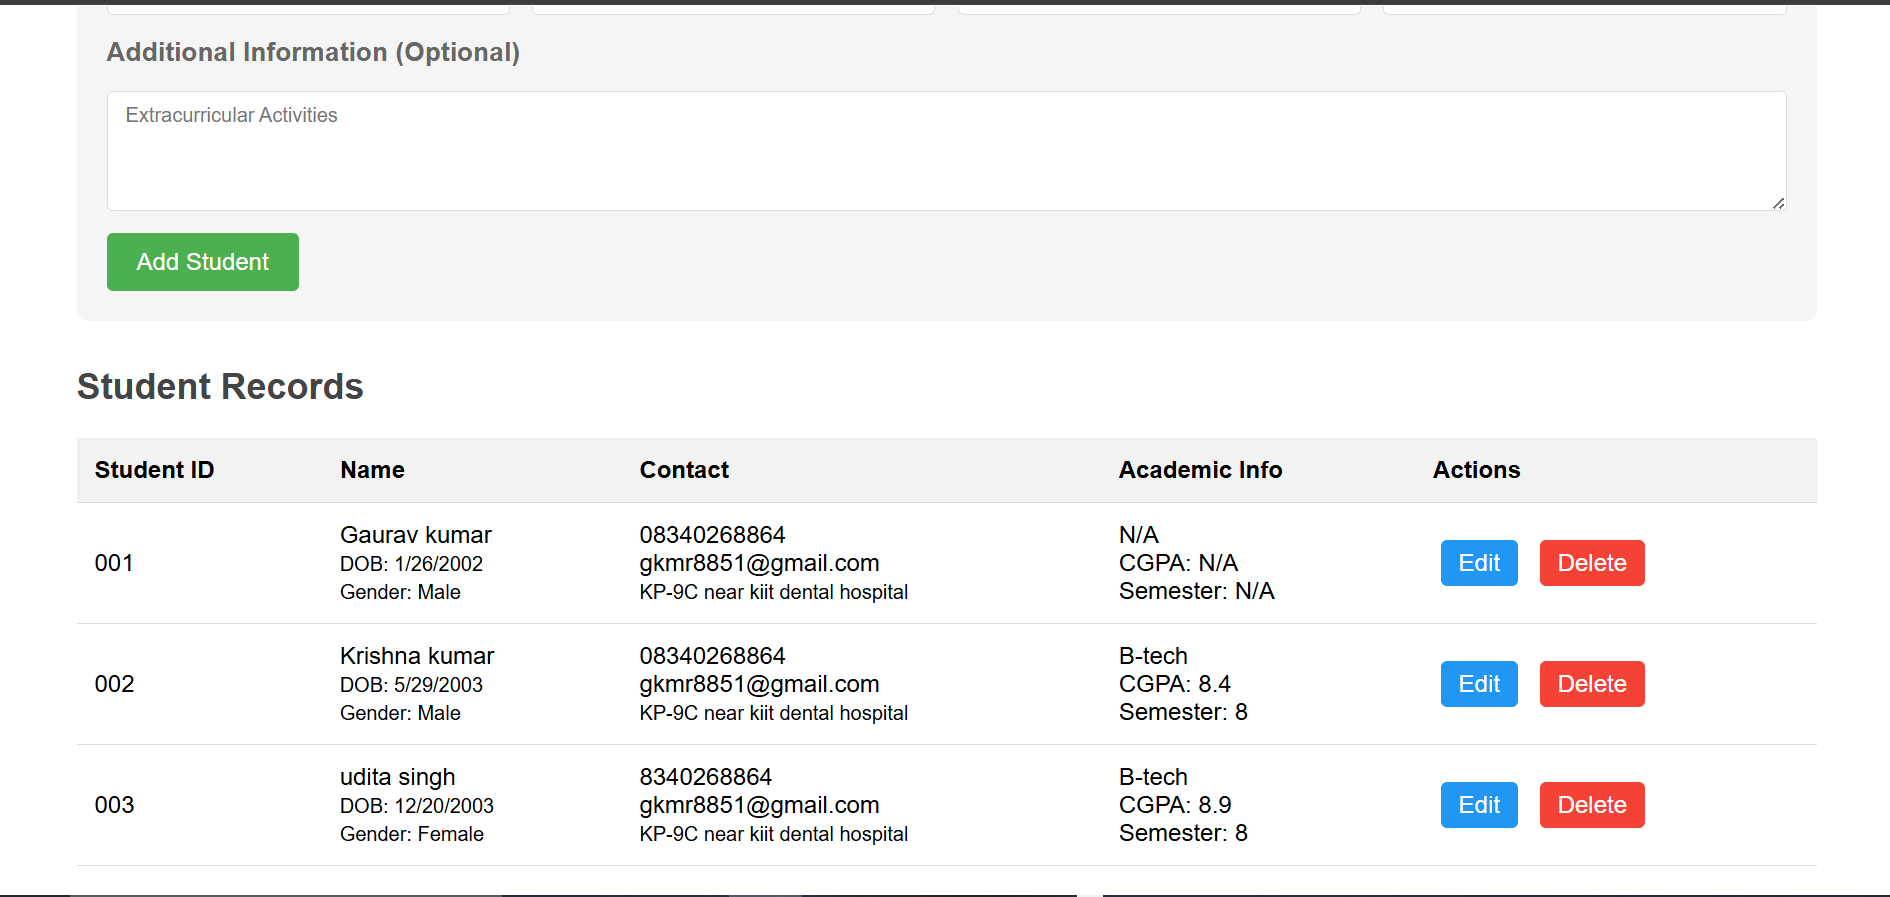 Additional Information (Optional)
Extracurricular Activities
Add Student
Student Records
Student ID Name Contact Academic Info Actions
001
Gaurav kumar
DOB: 1/26/2002
Gender: Male
08340268864
gkmr8851@gmail.com
KP-9C near kiit dental hospital
N/A
CGPA: N/A
Semester: N/A
Edit Delete
002
Krishna kumar
DOB: 5/29/2003
Gender: Male
08340268864
gkmr8851@gmail.com
KP-9C near kiit dental hospital
B-tech
CGPA: 8.4
Semester: 8
Edit Delete
003
udita singh
DOB: 12/20/2003
Gender: Female
8340268864
gkmr8851@gmail.com
KP-9C near kiit dental hospital
B-tech
CGPA: 8.9
Semester: 8
Edit Delete